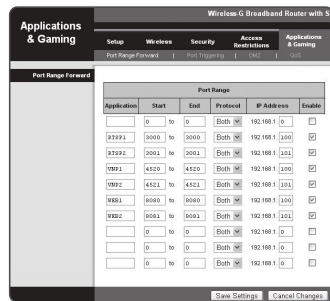 Wireless-G Broadband Router with S
Applications & Gaming
Setup Wireless Security Access Restrictions Applications & Gaming
Port Range Forward | Port Triggering | DMZ | QoS
Port Range Forward
Port Range
Application Start End Protocol IP Address Enable
0 to 0 Both 192.168.1. 0
RTSP1 3000 to 3000 Both 192.168.1. 100
RTSP2 3001 to 3001 Both 192.168.1. 101
VNP1 4520 to 4520 Both 192.168.1. 100
VNP2 4521 to 4521 Both 192.168.1. 101
WEB1 8080 to 8080 Both 192.168.1. 100
WEB2 8081 to 8081 Both 192.168.1. 101
0 to 0 Both 192.168.1. 0
0 to 0 Both 192.168.1. 0
0 to 0 Both 192.168.1. 0
Save Settings Cancel Changes